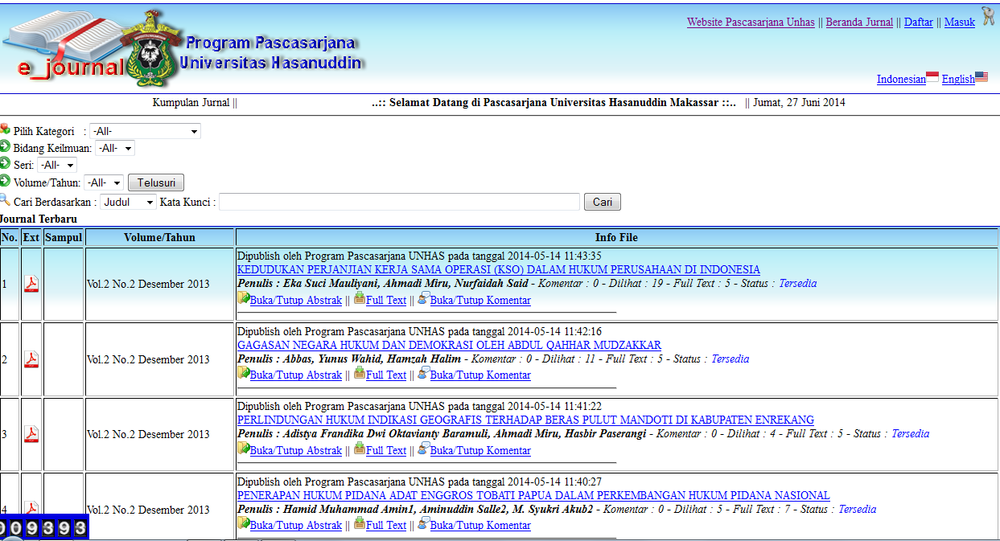 Website Pascasarjana Unhas || Beranda Jurnal || Daftar || Masuk
e_journal
Program Pascasarjana
Universitas Hasanuddin
Indonesian English
Kumpulan Jurnal || ..:: Selamat Datang di Pascasarjana Universitas Hasanuddin Makassar ::.. || Jumat, 27 Juni 2014
Pilih Kategori : -All-
Bidang Keilmuan: -All-
Seri: -All-
Volume/Tahun: -All- Telusuri
Cari Berdasarkan : Judul Kata Kunci : Cari
Journal Terbaru
No. Ext Sampul Volume/Tahun Info File
Dipublish oleh Program Pascasarjana UNHAS pada tanggal 2014-05-14 11:43:35
KEDUDUKAN PERJANJIAN KERJA SAMA OPERASI (KSO) DALAM HUKUM PERUSAHAAN DI INDONESIA
1 Vol.2 No.2 Desember 2013 Penulis : Eka Suci Mauliyani, Ahmadi Miru, Nurfaidah Said - Komentar : 0 - Dilihat : 19 - Full Text : 5 - Status : Tersedia
Buka/Tutup Abstrak || Full Text || Buka/Tutup Komentar
Dipublish oleh Program Pascasarjana UNHAS pada tanggal 2014-05-14 11:42:16
GAGASAN NEGARA HUKUM DAN DEMOKRASI OLEH ABDUL QAHHAR MUDZAKKAR
2 Vol.2 No.2 Desember 2013 Penulis : Abbas, Yunus Wahid, Hamzah Halim - Komentar : 0 - Dilihat : 11 - Full Text : 5 - Status : Tersedia
Buka/Tutup Abstrak || Full Text || Buka/Tutup Komentar
Dipublish oleh Program Pascasarjana UNHAS pada tanggal 2014-05-14 11:41:22
PERLINDUNGAN HUKUM INDIKASI GEOGRAFIS TERHADAP BERAS PULUT MANDOTI DI KABUPATEN ENREKANG
3 Vol.2 No.2 Desember 2013 Penulis : Adistya Frandika Dwi Oktavianty Baramuli, Ahmadi Miru, Hasbir Paserangi - Komentar : 0 - Dilihat : 4 - Full Text : 5 - Status : Tersedia
Buka/Tutup Abstrak || Full Text || Buka/Tutup Komentar
Dipublish oleh Program Pascasarjana UNHAS pada tanggal 2014-05-14 11:40:27
PENERAPAN HUKUM PIDANA ADAT ENGGROS TOBATI PAPUA DALAM PERKEMBANGAN HUKUM PIDANA NASIONAL
4 Vol.2 No.2 Desember 2013 Penulis : Hamid Muhammad Amin1, Aminuddin Salle2, M. Syukri Akub2 - Komentar : 0 - Dilihat : 5 - Full Text : 7 - Status : Tersedia
Buka/Tutup Abstrak || Full Text || Buka/Tutup Komentar
009393